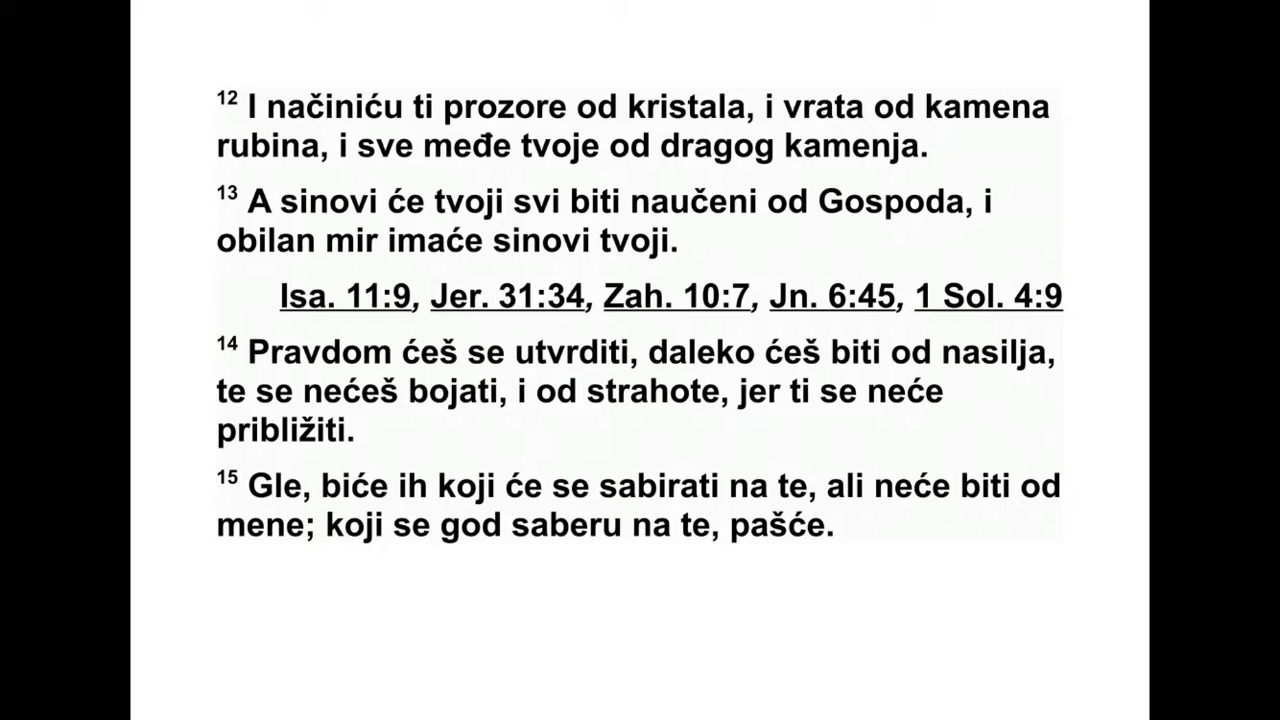 12 I načiniću ti prozore od kristala, i vrata od kamena
rubina, i sve međe tvoje od dragog kamenja.
13 A sinovi će tvoji svi biti naučeni od Gospoda, i
obilan mir imaće sinovi tvoji.
Isa. 11:9, Jer. 31:34, Zah. 10:7, Jn. 6:45, 1 Sol. 4:9
14 Pravdom ćeš se utvrditi, daleko ćeš biti od nasilja,
te se nećeš bojati, i od strahote, jer ti se neće
približiti.
15 Gle, biće ih koji će se sabirati na te, ali neće biti od
mene; koji se god saberu na te, pašće.